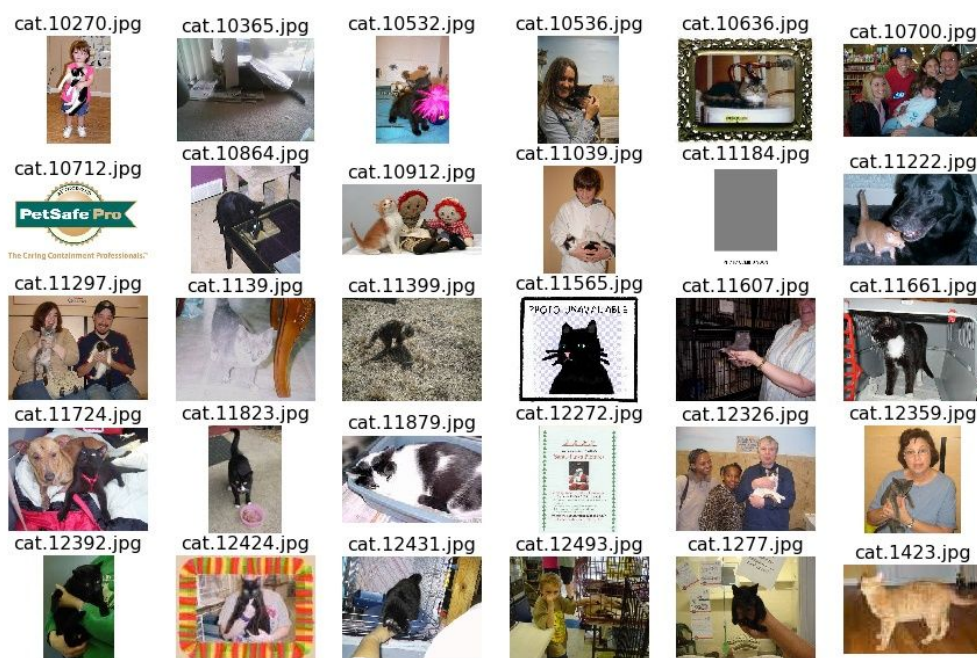 cat.10270.jpg
cat.10365.jpg
cat.10532.jpg
cat.10536.jpg
cat.10636.jpg
cat.10700.jpg
cat.10712.jpg
cat.10864.jpg
cat.10912.jpg
cat.11039.jpg
cat.11184.jpg
cat.11222.jpg
PetSafe Pro
The Caring Containment Professionals.
cat.11297.jpg
cat.1139.jpg
cat.11399.jpg
cat.11565.jpg
cat.11607.jpg
cat.11661.jpg
PHOTO UNAVAILABLE
cat.11724.jpg
cat.11823.jpg
cat.11879.jpg
cat.12272.jpg
cat.12326.jpg
cat.12359.jpg
cat.12392.jpg
cat.12424.jpg
cat.12431.jpg
cat.12493.jpg
cat.1277.jpg
cat.1423.jpg